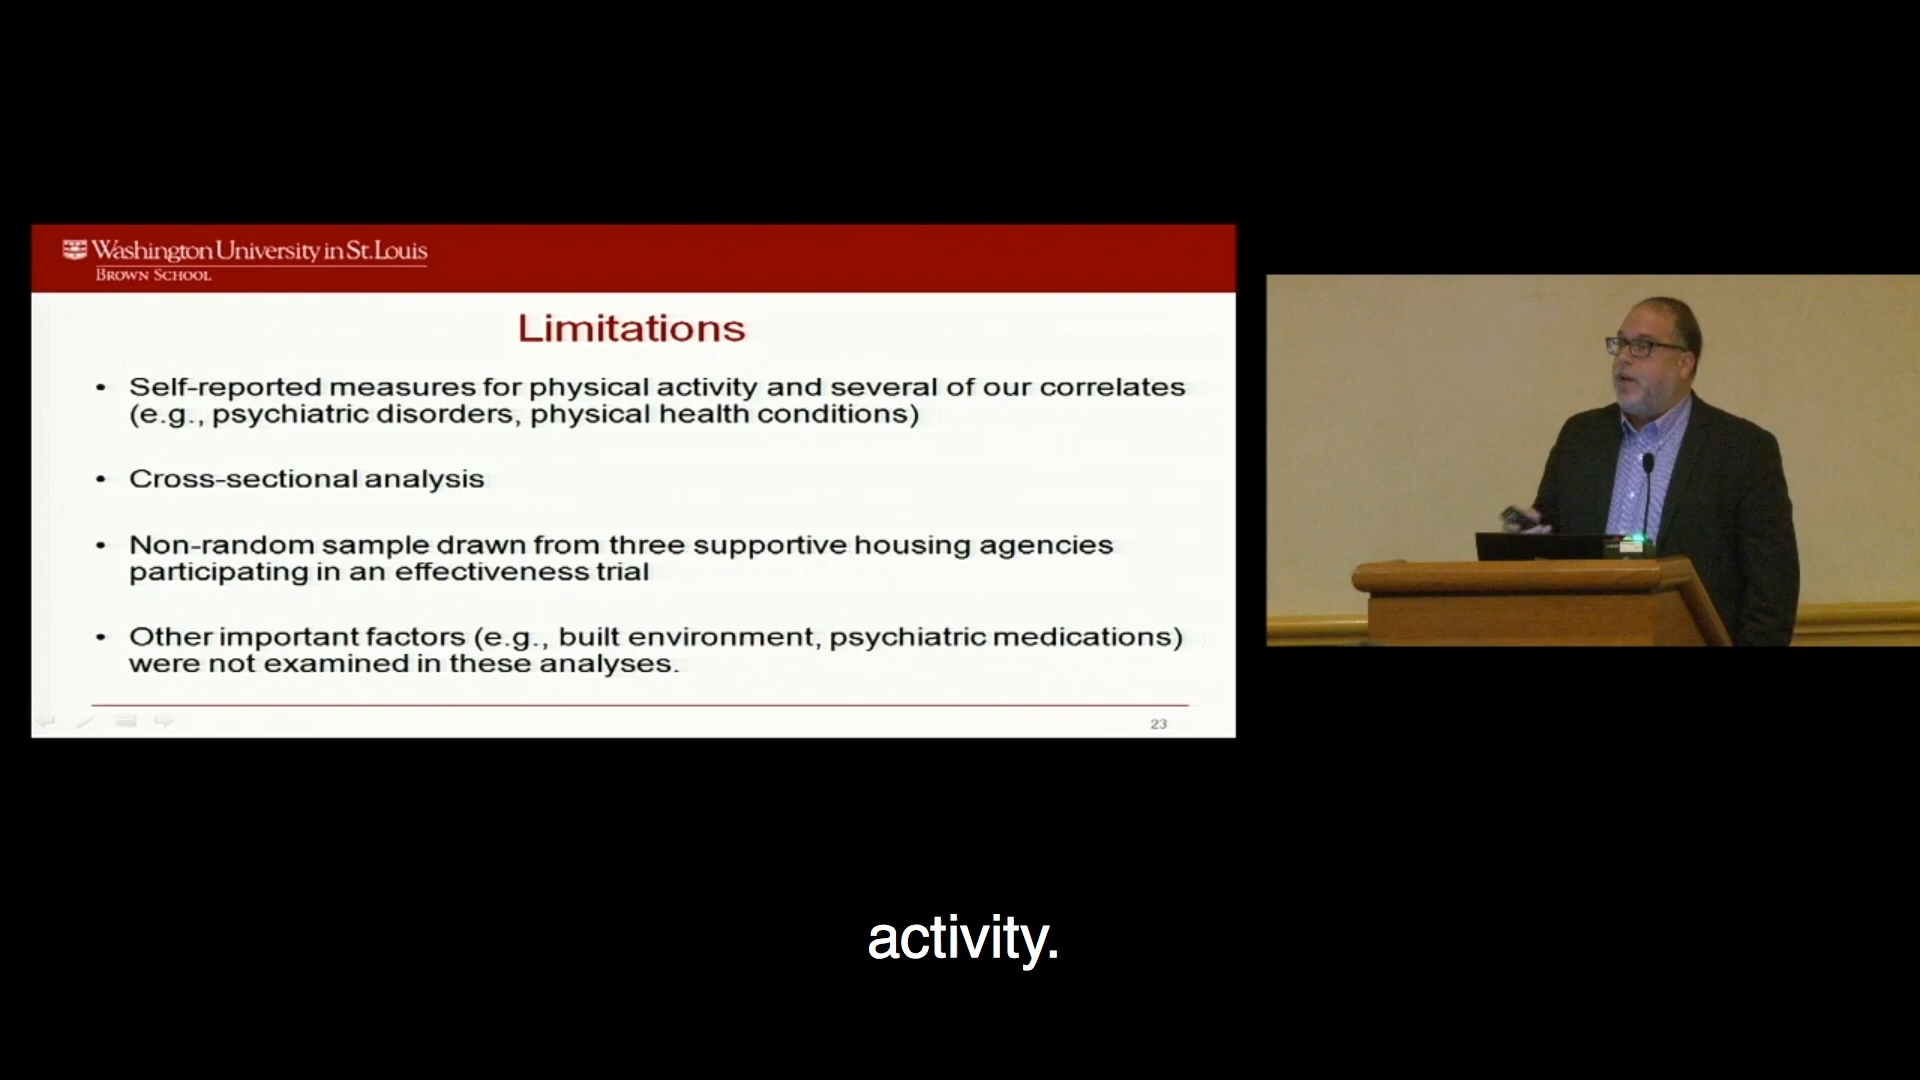 Washington University in St. Louis
BROWN SCHOOL
Limitations
• Self-reported measures for physical activity and several of our correlates
(e.g., psychiatric disorders, physical health conditions)
• Cross-sectional analysis
• Non-random sample drawn from three supportive housing agencies
participating in an effectiveness trial
• Other important factors (e.g., built environment, psychiatric medications)
were not examined in these analyses.
23
activity.